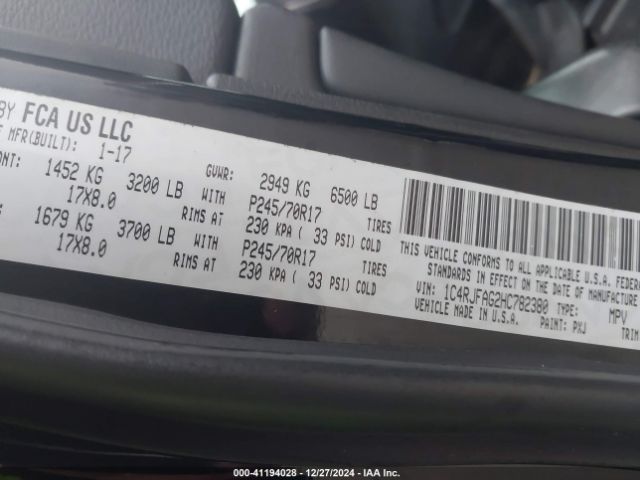 BY FCA US LLC
MFR(BUILT): 1-17
GVWR: 2949 KG 6500 LB
1452 KG 3200 LB WITH P245/70R17 TIRES
17X8.0 RIMS AT 230 KPA ( 33 PSI) COLD
1679 KG 3700 LB WITH P245/70R17 TIRES
17X8.0 RIMS AT 230 KPA ( 33 PSI) COLD
THIS VEHICLE CONFORMS TO ALL APPLICABLE U.S.A.
STANDARDS IN EFFECT ON THE DATE OF MANUFACTURE
VIN: 1C4RJFAG2HC782380 TYPE: MPV
VEHICLE MADE IN U.S.A. PAINT: PXJ TRIM
000-41194028 - 12/27/2024 - IAA Inc.